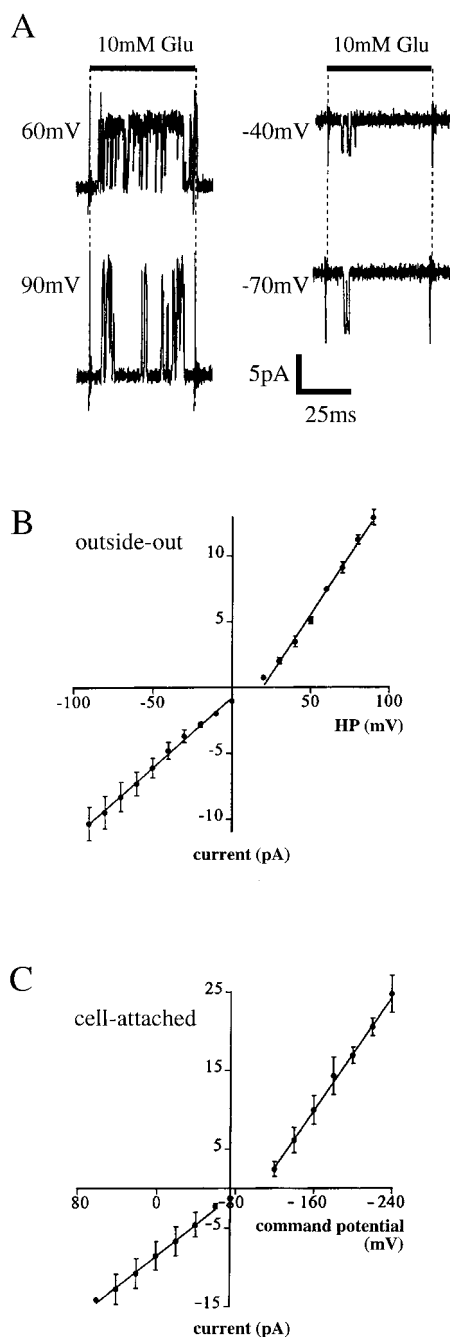 A
10mM Glu
10mM Glu
60mV
-40mV
90mV
-70mV
5pA
25ms
B
outside-out
10
5
-100
-50
50
100
HP (mV)
-5
-10
current (pA)
C
cell-attached
25
15
5
80
0
-80
-160
-240
-5
command potential
(mV)
-15
current (pA)